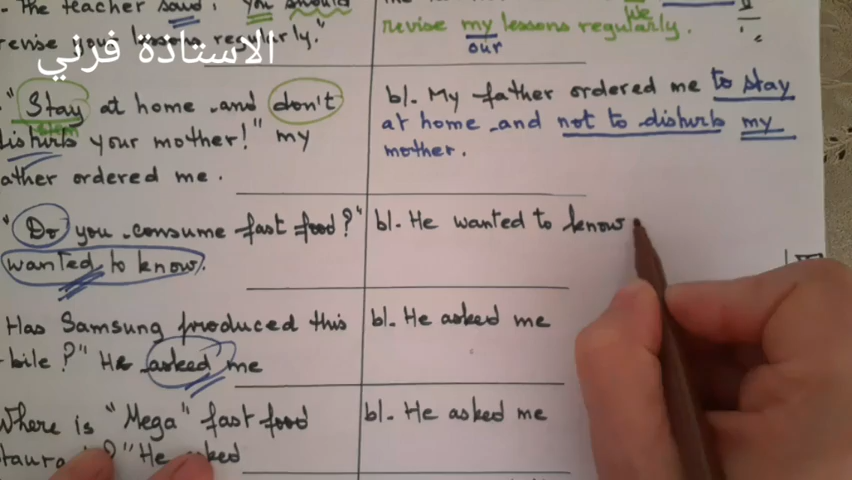 - The teacher said: "you should
revise your lessons regularly."
الاستاذة فرني
"Stay at home and don't
disturb your mother!" my
father ordered me.
"Do you consume fast food?"
wanted to know.
Has Samsung produced this
bile?" He asked me
Where is "Mega" fast food
He asked
we
revise my lessons regularly.
our
b/. My father ordered me to stay
at home and not to disturb my
mother.
b/. He wanted to know
b/. He asked me
b/. He asked me